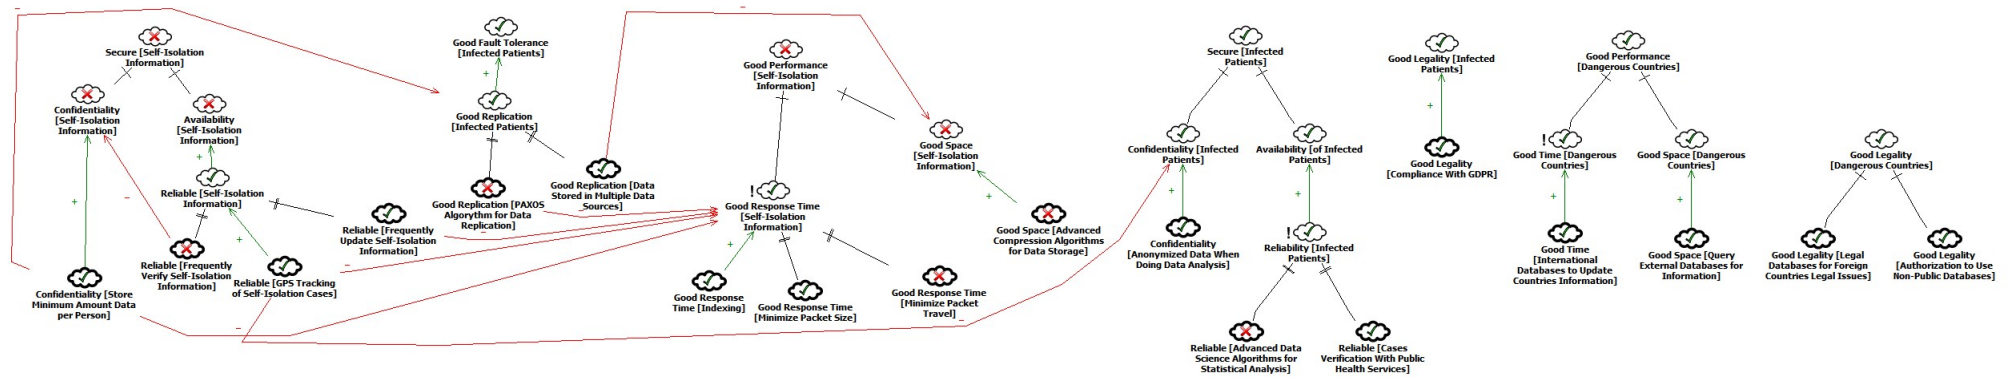 Secure [Self-Isolation
Information]
Confidentiality
[Self-Isolation
Information]
Availability
[Self-Isolation
Information]
Reliable [Self-Isolation
Information]
Reliable [Frequently
Update Self-Isolation
Information]
Reliable [Frequently
Verify Self-Isolation
Information]
Reliable [GPS Tracking
of Self-Isolation Cases]
Confidentiality [Store
Minimum Amount Data
per Person]
Good Fault Tolerance
[Infected Patients]
Good Replication
[Infected Patients]
Good Replication [PAXOS
Algorythm for Data
Replication]
Good Replication [Data
Stored in Multiple Data
Sources]
Good Performance
[Self-Isolation
Information]
Good Space
[Self-Isolation
Information]
!
Good Response Time
[Self-Isolation
Information]
Good Space [Advanced
Compression Algorithms
for Data Storage]
Good Response
Time [Indexing]
Good Response Time
[Minimize Packet Size]
Good Response Time
[Minimize Packet
Travel]
Secure [Infected
Patients]
Confidentiality [Infected
Patients]
Availability [of Infected
Patients]
Confidentiality
[Anonymized Data When
Doing Data Analysis]
!
Reliability [Infected
Patients]
Reliable [Advanced Data
Science Algorithms for
Statistical Analysis]
Reliable [Cases
Verification With Public
Health Services]
Good Legality [Infected
Patients]
Good Legality
[Compliance With GDPR]
Good Performance
[Dangerous Countries]
!
Good Time [Dangerous
Countries]
Good Space [Dangerous
Countries]
Good Time
[International
Databases to Update
Countries Information]
Good Space [Query
External Databases for
Information]
Good Legality
[Dangerous Countries]
Good Legality [Legal
Databases for Foreign
Countries Legal Issues]
Good Legality
[Authorization to Use
Non-Public Databases]